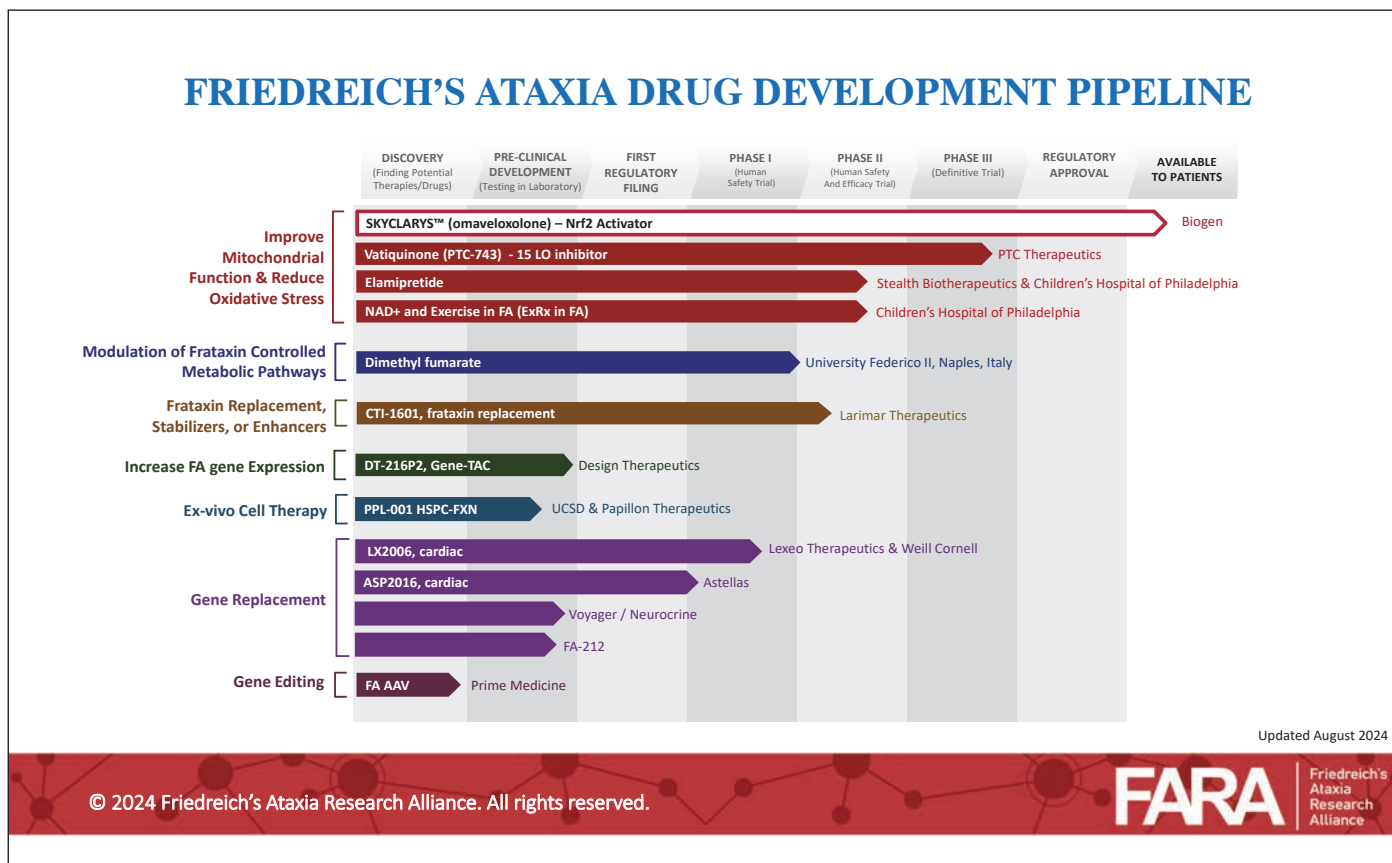 FRIEDREICH'S ATAXIA DRUG DEVELOPMENT PIPELINE
DISCOVERY
(Finding Potential
Therapies/Drugs)
PRE-CLINICAL
DEVELOPMENT
(Testing in Laboratory)
FIRST
REGULATORY
FILING
PHASE I
(Human
Safety Trial)
PHASE II
(Human Safety
And Efficacy Trial)
PHASE III
(Definitive Trial)
REGULATORY
APPROVAL
AVAILABLE
TO PATIENTS
Improve
Mitochondrial
Function & Reduce
Oxidative Stress
SKYCLARYS™ (omaveloxolone) – Nrf2 Activator
Biogen
Vatiquinone (PTC-743) - 15 LO inhibitor
PTC Therapeutics
Elamipretide
Stealth Biotherapeutics & Children's Hospital of Philadelphia
NAD+ and Exercise in FA (ExRx in FA)
Children's Hospital of Philadelphia
Modulation of Frataxin Controlled
Metabolic Pathways
Dimethyl fumarate
University Federico II, Naples, Italy
Frataxin Replacement,
Stabilizers, or Enhancers
CTI-1601, frataxin replacement
Larimar Therapeutics
Increase FA gene Expression
DT-216P2, Gene-TAC
Design Therapeutics
Ex-vivo Cell Therapy
PPL-001 HSPC-FXN
UCSD & Papillon Therapeutics
Gene Replacement
LX2006, cardiac
Lexeo Therapeutics & Weill Cornell
ASP2016, cardiac
Astellas
Voyager / Neurocrine
FA-212
Gene Editing
FA AAV
Prime Medicine
Updated August 2024
© 2024 Friedreich's Ataxia Research Alliance. All rights reserved.
FARA
Friedreich's
Ataxia
Research
Alliance